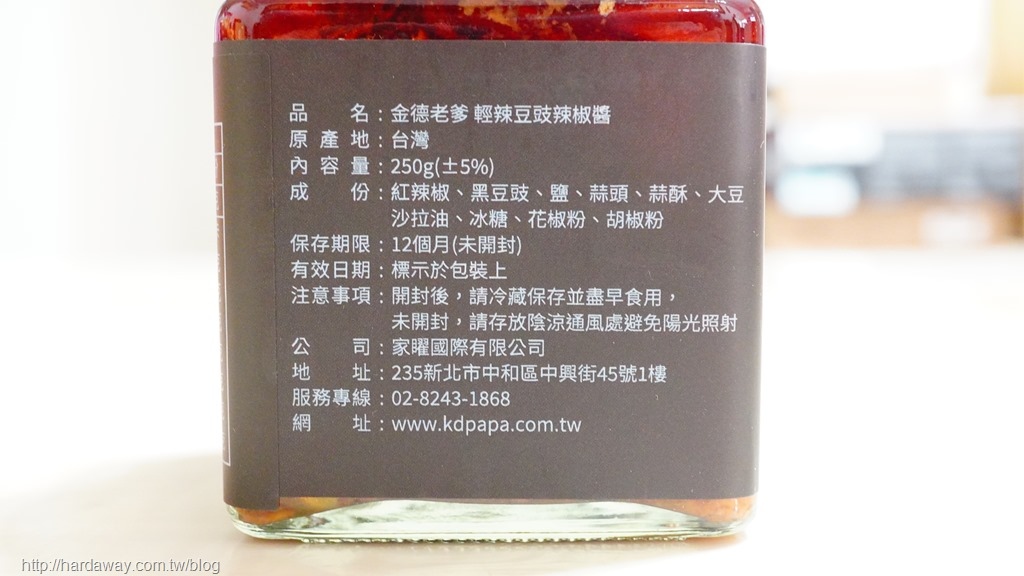 品名：金德老爹 輕辣豆豉辣椒醬
原產地：台灣
內容量：250g(±5%)
成份：紅辣椒、黑豆豉、鹽、蒜頭、蒜酥、大豆
沙拉油、冰糖、花椒粉、胡椒粉
保存期限：12個月(未開封)
有效日期：標示於包裝上
注意事項：開封後，請冷藏保存並盡早食用，
未開封，請存放陰涼通風處避免陽光照射
公司：家曜國際有限公司
地址：235新北市中和區中興街45號1樓
服務專線：02-8243-1868
網址：www.kdpapa.com.tw
http://hardaway.com.tw/blog